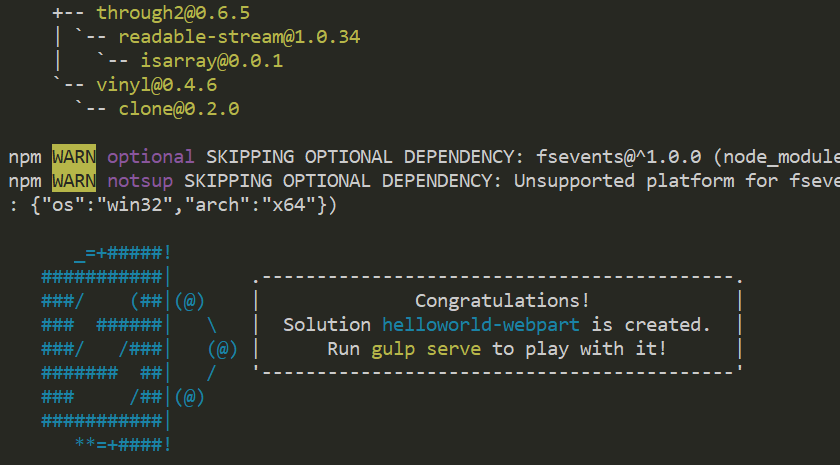 +-- through2@0.6.5
| `-- readable-stream@1.0.34
|   `-- isarray@0.0.1
`-- vinyl@0.4.6
  `-- clone@0.2.0
npm WARN optional SKIPPING OPTIONAL DEPENDENCY: fsevents@^1.0.0 (node_module
npm WARN notsup SKIPPING OPTIONAL DEPENDENCY: Unsupported platform for fseve
: {"os":"win32","arch":"x64"})
      _=+#####!
   ###########|      .-------------------------------------------.
   ###/    (##|(@)    |              Congratulations!             |
   ###  ######|   \   |  Solution helloworld-webpart is created.  |
   ###/   /###|   (@) |      Run gulp serve to play with it!      |
   #######  ##|   /   '-------------------------------------------'
   ###     /##|(@)
   ###########|
      **=+####!